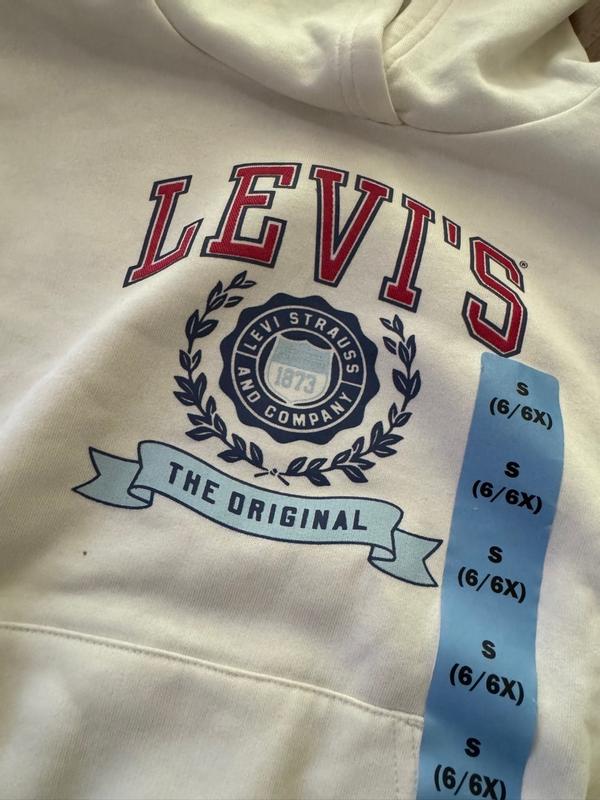 LEVI'S®
LEVI STRAUSS
1873
AND COMPANY
THE ORIGINAL
S
(6/6X)
S
(6/6X)
S
(6/6X)
S
(6/6X)
S
(6/6X)